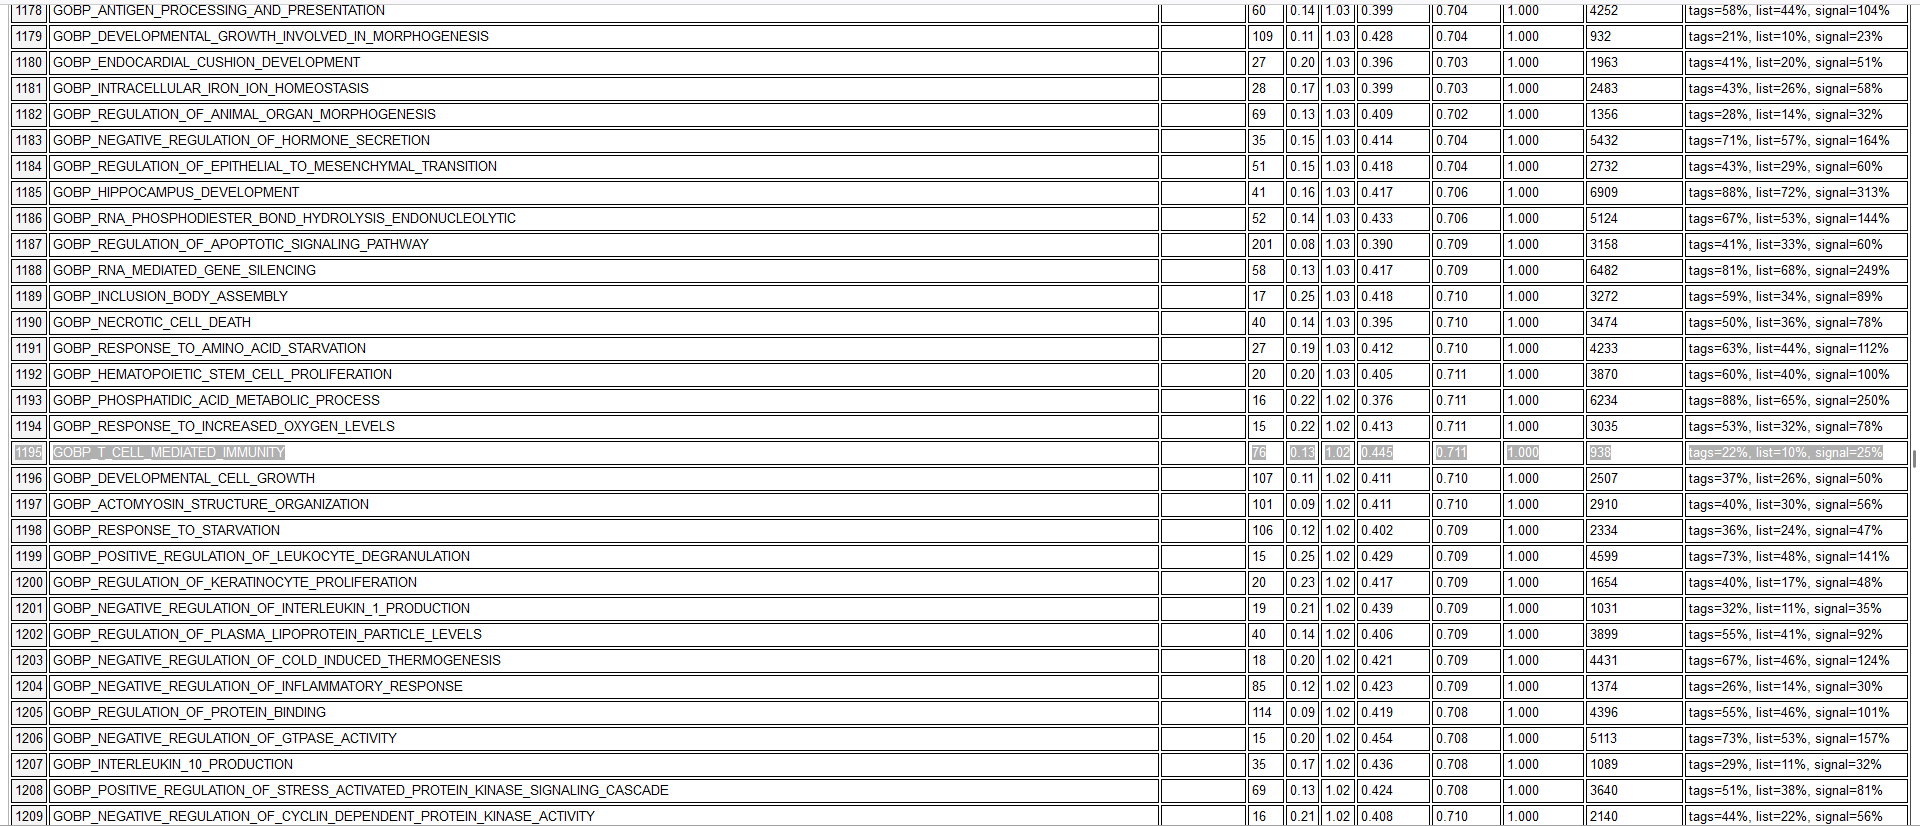 1178 GOBP_ANTIGEN_PROCESSING_AND_PRESENTATION 60 0.14 1.03 0.399 0.704 1.000 4252 tags=58%, list=44%, signal=104%
1179 GOBP_DEVELOPMENTAL_GROWTH_INVOLVED_IN_MORPHOGENESIS 109 0.11 1.03 0.428 0.704 1.000 932 tags=21%, list=10%, signal=23%
1180 GOBP_ENDOCARDIAL_CUSHION_DEVELOPMENT 27 0.20 1.03 0.396 0.703 1.000 1963 tags=41%, list=20%, signal=51%
1181 GOBP_INTRACELLULAR_IRON_ION_HOMEOSTASIS 28 0.17 1.03 0.399 0.703 1.000 2483 tags=43%, list=26%, signal=58%
1182 GOBP_REGULATION_OF_ANIMAL_ORGAN_MORPHOGENESIS 69 0.13 1.03 0.409 0.702 1.000 1356 tags=28%, list=14%, signal=32%
1183 GOBP_NEGATIVE_REGULATION_OF_HORMONE_SECRETION 35 0.15 1.03 0.414 0.704 1.000 5432 tags=71%, list=57%, signal=164%
1184 GOBP_REGULATION_OF_EPITHELIAL_TO_MESENCHYMAL_TRANSITION 51 0.15 1.03 0.418 0.704 1.000 2732 tags=43%, list=29%, signal=60%
1185 GOBP_HIPPOCAMPUS_DEVELOPMENT 41 0.16 1.03 0.417 0.706 1.000 6909 tags=88%, list=72%, signal=313%
1186 GOBP_RNA_PHOSPHODIESTER_BOND_HYDROLYSIS_ENDONUCLEOLYTIC 52 0.14 1.03 0.433 0.706 1.000 5124 tags=67%, list=53%, signal=144%
1187 GOBP_REGULATION_OF_APOPTOTIC_SIGNALING_PATHWAY 201 0.08 1.03 0.390 0.709 1.000 3158 tags=41%, list=33%, signal=60%
1188 GOBP_RNA_MEDIATED_GENE_SILENCING 58 0.13 1.03 0.417 0.709 1.000 6482 tags=81%, list=68%, signal=249%
1189 GOBP_INCLUSION_BODY_ASSEMBLY 17 0.25 1.03 0.418 0.710 1.000 3272 tags=59%, list=34%, signal=89%
1190 GOBP_NECROTIC_CELL_DEATH 40 0.14 1.03 0.395 0.710 1.000 3474 tags=50%, list=36%, signal=78%
1191 GOBP_RESPONSE_TO_AMINO_ACID_STARVATION 27 0.19 1.03 0.412 0.710 1.000 4233 tags=63%, list=44%, signal=112%
1192 GOBP_HEMATOPOIETIC_STEM_CELL_PROLIFERATION 20 0.20 1.03 0.405 0.711 1.000 3870 tags=60%, list=40%, signal=100%
1193 GOBP_PHOSPHATIDIC_ACID_METABOLIC_PROCESS 16 0.22 1.02 0.376 0.711 1.000 6234 tags=88%, list=65%, signal=250%
1194 GOBP_RESPONSE_TO_INCREASED_OXYGEN_LEVELS 15 0.22 1.02 0.413 0.711 1.000 3035 tags=53%, list=32%, signal=78%
1195 GOBP_T_CELL_MEDIATED_IMMUNITY 76 0.13 1.02 0.445 0.711 1.000 938 tags=22%, list=10%, signal=25%
1196 GOBP_DEVELOPMENTAL_CELL_GROWTH 107 0.11 1.02 0.411 0.710 1.000 2507 tags=37%, list=26%, signal=50%
1197 GOBP_ACTOMYOSIN_STRUCTURE_ORGANIZATION 101 0.09 1.02 0.411 0.710 1.000 2910 tags=40%, list=30%, signal=56%
1198 GOBP_RESPONSE_TO_STARVATION 106 0.12 1.02 0.402 0.709 1.000 2334 tags=36%, list=24%, signal=47%
1199 GOBP_POSITIVE_REGULATION_OF_LEUKOCYTE_DEGRANULATION 15 0.25 1.02 0.429 0.709 1.000 4599 tags=73%, list=48%, signal=141%
1200 GOBP_REGULATION_OF_KERATINOCYTE_PROLIFERATION 20 0.23 1.02 0.417 0.709 1.000 1654 tags=40%, list=17%, signal=48%
1201 GOBP_NEGATIVE_REGULATION_OF_INTERLEUKIN_1_PRODUCTION 19 0.21 1.02 0.439 0.709 1.000 1031 tags=32%, list=11%, signal=35%
1202 GOBP_REGULATION_OF_PLASMA_LIPOPROTEIN_PARTICLE_LEVELS 40 0.14 1.02 0.406 0.709 1.000 3899 tags=55%, list=41%, signal=92%
1203 GOBP_NEGATIVE_REGULATION_OF_COLD_INDUCED_THERMOGENESIS 18 0.20 1.02 0.421 0.709 1.000 4431 tags=67%, list=46%, signal=124%
1204 GOBP_NEGATIVE_REGULATION_OF_INFLAMMATORY_RESPONSE 85 0.12 1.02 0.423 0.709 1.000 1374 tags=26%, list=14%, signal=30%
1205 GOBP_REGULATION_OF_PROTEIN_BINDING 114 0.09 1.02 0.419 0.708 1.000 4396 tags=55%, list=46%, signal=101%
1206 GOBP_NEGATIVE_REGULATION_OF_GTPASE_ACTIVITY 15 0.20 1.02 0.454 0.708 1.000 5113 tags=73%, list=53%, signal=157%
1207 GOBP_INTERLEUKIN_10_PRODUCTION 35 0.17 1.02 0.436 0.708 1.000 1089 tags=29%, list=11%, signal=32%
1208 GOBP_POSITIVE_REGULATION_OF_STRESS_ACTIVATED_PROTEIN_KINASE_SIGNALING_CASCADE 69 0.13 1.02 0.424 0.708 1.000 3640 tags=51%, list=38%, signal=81%
1209 GOBP_NEGATIVE_REGULATION_OF_CYCLIN_DEPENDENT_PROTEIN_KINASE_ACTIVITY 16 0.21 1.02 0.408 0.710 1.000 2140 tags=44%, list=22%, signal=56%